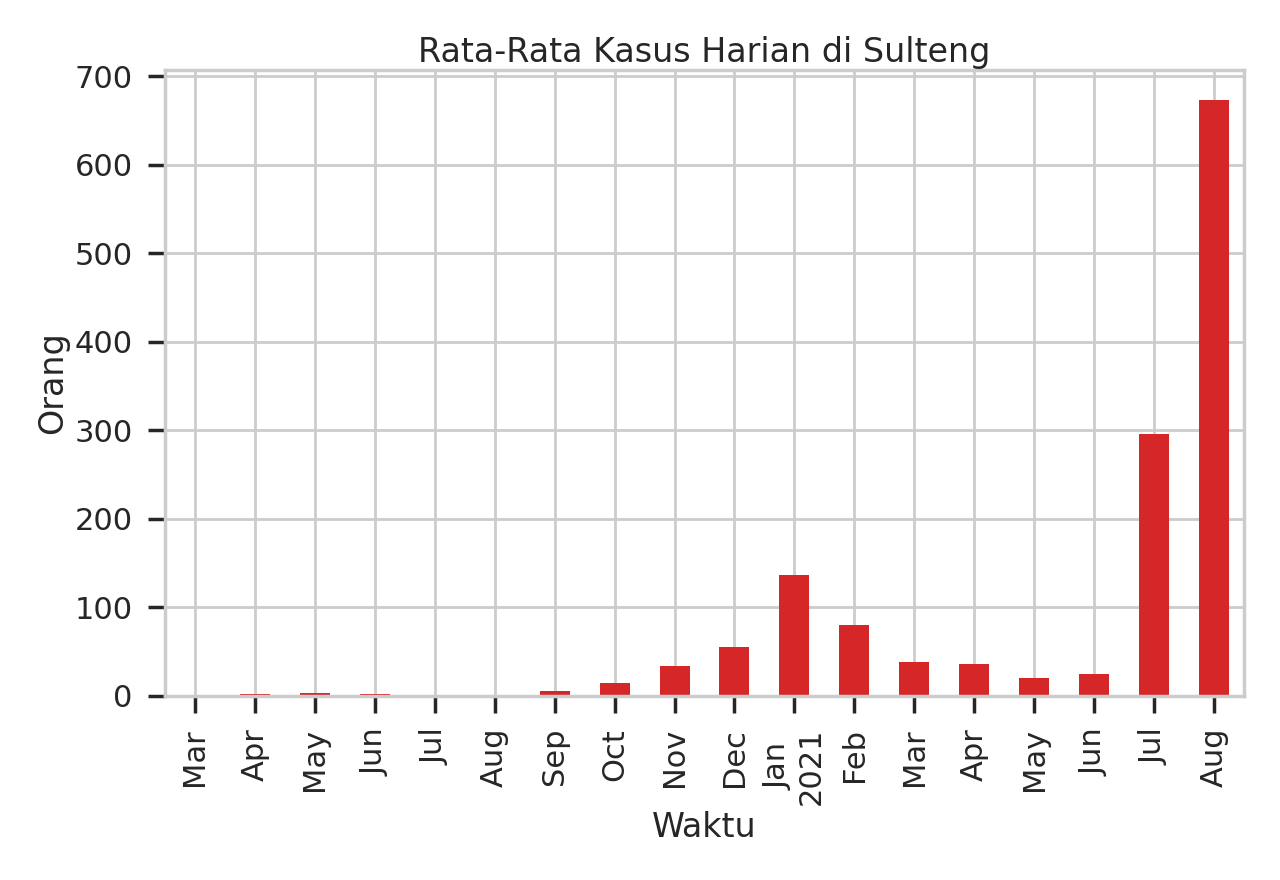 Rata-Rata Kasus Harian di Sulteng
700
600
500
400
300
200
100
0
Orang
Mar
Apr
May
Jun
Jul
Aug
Sep
Oct
Nov
Dec
Jan
2021
Feb
Mar
Apr
May
Jun
Jul
Aug
Waktu